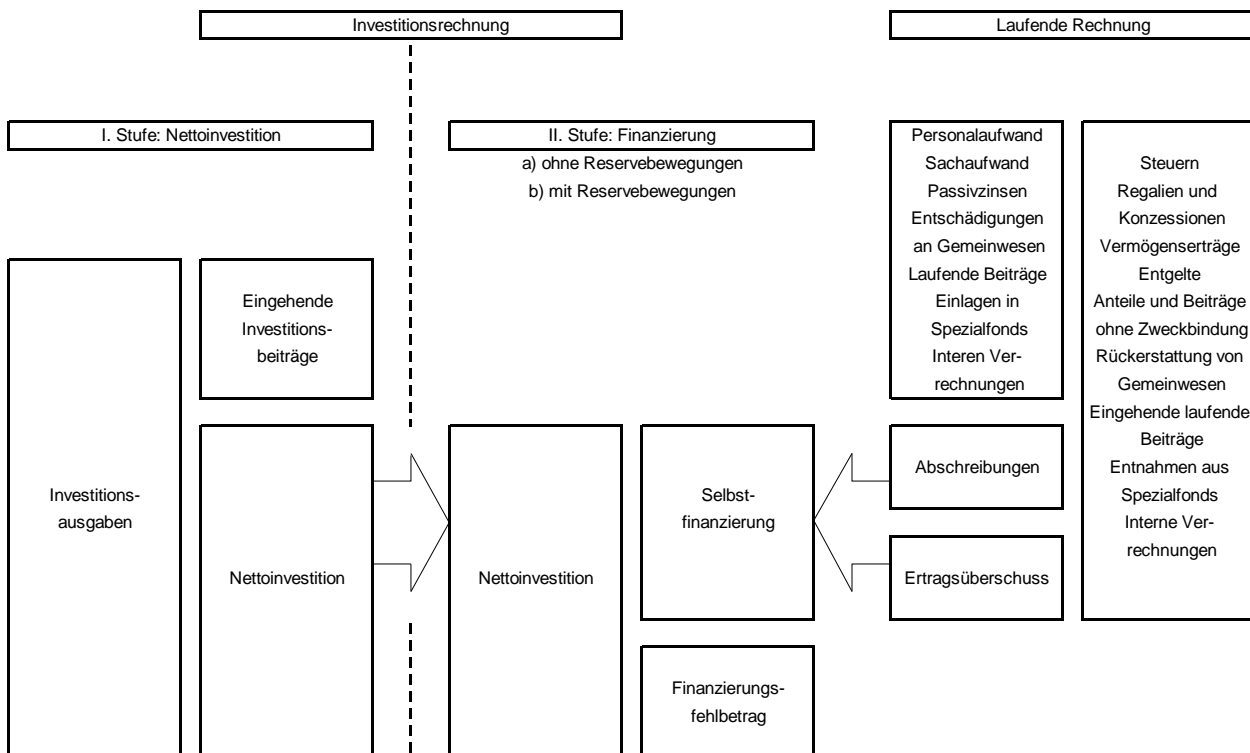 Investitionsrechnung
Laufende Rechnung
I. Stufe: Nettoinvestition
II. Stufe: Finanzierung
a) ohne Reservebewegungen
b) mit Reservebewegungen
Investitions-
ausgaben
Eingehende
Investitions-
beiträge
Nettoinvestition
Nettoinvestition
Selbst-
finanzierung
Finanzierungs-
fehlbetrag
Personalaufwand
Sachaufwand
Passivzinsen
Entschädigungen
an Gemeinwesen
Laufende Beiträge
Einlagen in
Spezialfonds
Interen Ver-
rechnungen
Abschreibungen
Ertragsüberschuss
Steuern
Regalien und
Konzessionen
Vermögenserträge
Entgelte
Anteile und Beiträge
ohne Zweckbindung
Rückerstattung von
Gemeinwesen
Eingehende laufende
Beiträge
Entnahmen aus
Spezialfonds
Interne Ver-
rechnungen